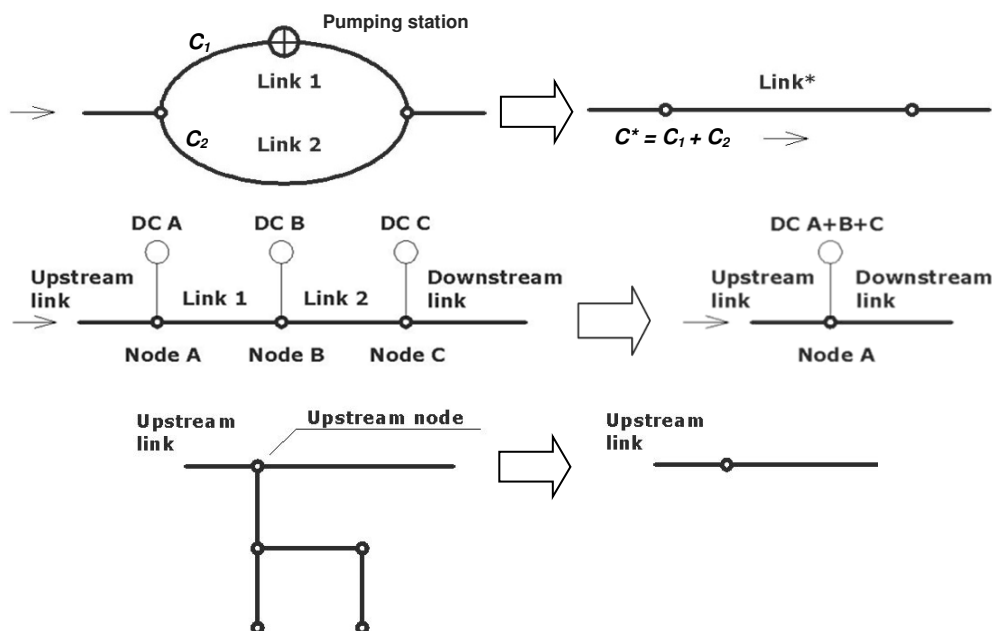 Pumping station
C₁
Link 1
C₂
Link 2
Link*
C* = C₁ + C₂
DC A
DC B
DC C
Upstream
link
Link 1
Link 2
Downstream
link
Node A
Node B
Node C
DC A+B+C
Upstream
link
Downstream
link
Node A
Upstream
link
Upstream node
Upstream
link